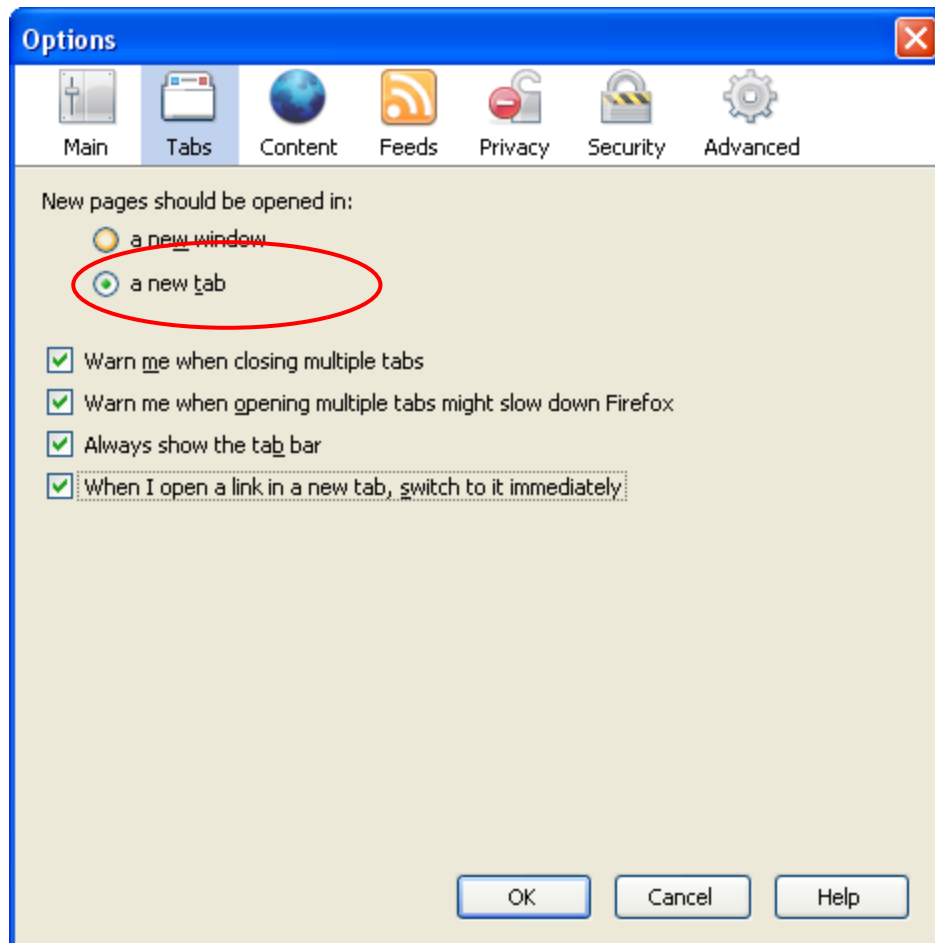 Options
Main Tabs Content Feeds Privacy Security Advanced
New pages should be opened in:
a new window
a new tab
Warn me when closing multiple tabs
Warn me when opening multiple tabs might slow down Firefox
Always show the tab bar
When I open a link in a new tab, switch to it immediately
OK Cancel Help